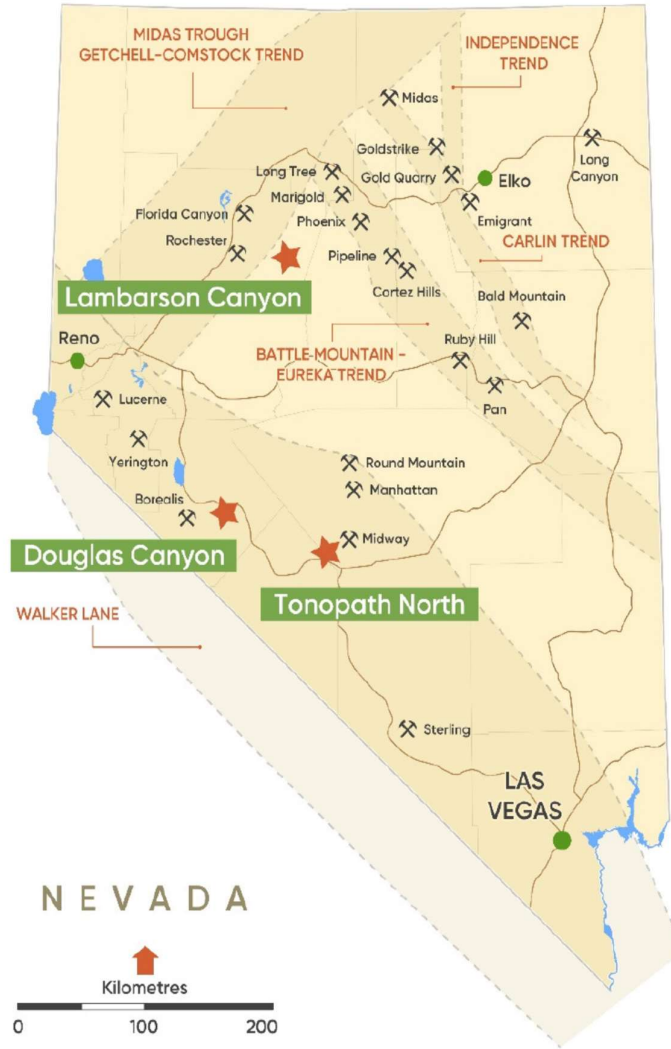 MIDAS TROUGH
GETCHELL-COMSTOCK TREND
INDEPENDENCE
TREND
Midas
Goldstrike
Long
Canyon
Long Tree
Gold Quarry
Elko
Marigold
Florida Canyon
Phoenix
Emigrant
Rochester
Pipeline
CARLIN TREND
Cortez Hills
Lambarson Canyon
Bald Mountain
Reno
Ruby Hill
BATTLE-MOUNTAIN -
EUREKA TREND
Pan
Lucerne
Yerington
Round Mountain
Manhattan
Borealis
Midway
Douglas Canyon
Tonopath North
WALKER LANE
Sterling
LAS
VEGAS
NEVADA
Kilometres
0 100 200